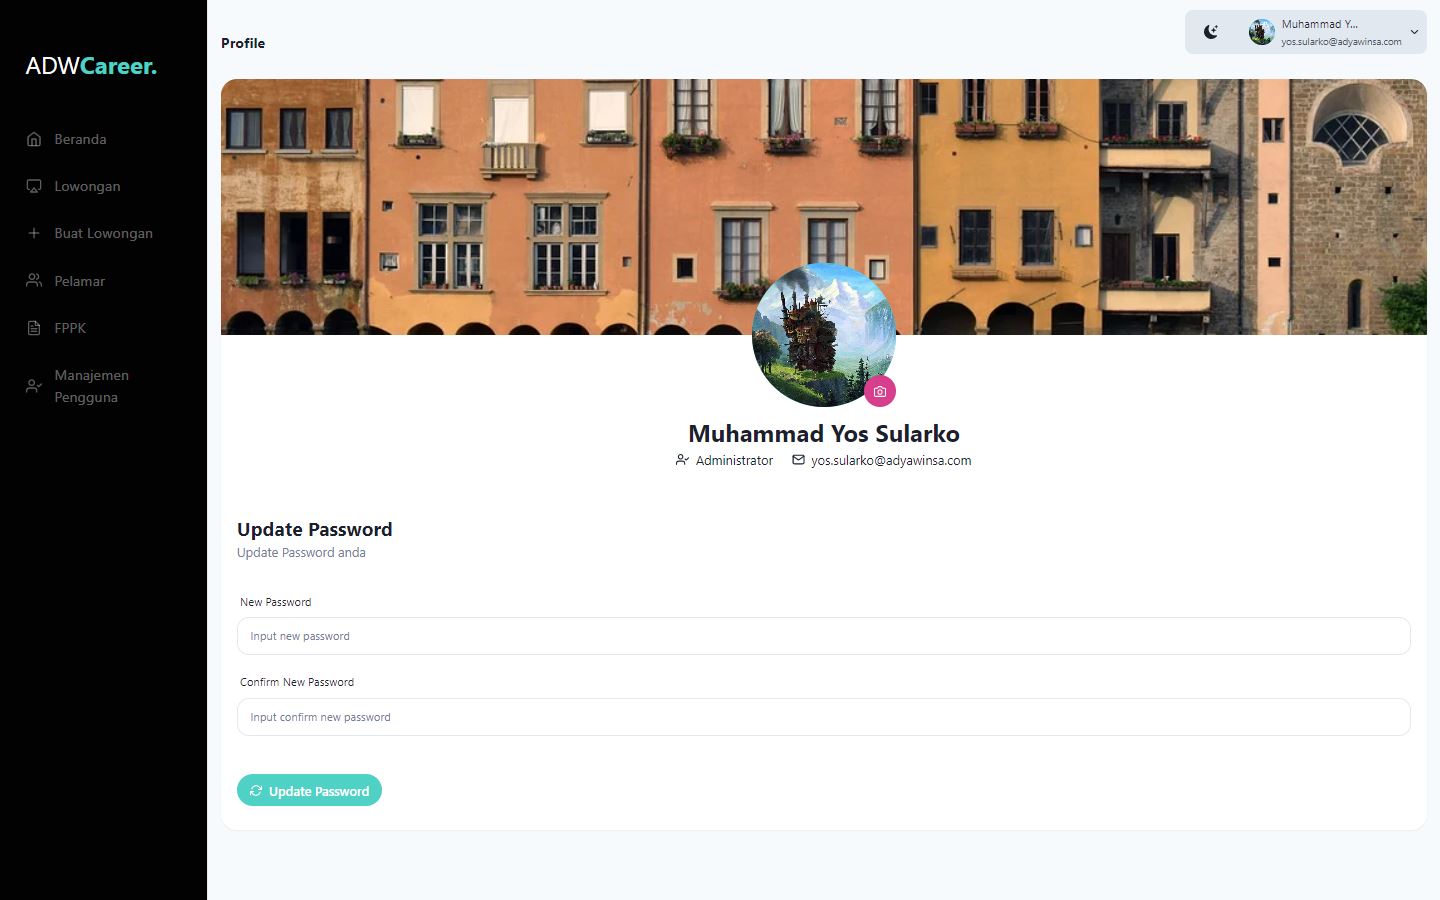 ADWCareer.
Beranda
Lowongan
Buat Lowongan
Pelamar
FPPK
Manajemen
Pengguna
Profile
Muhammad Y...
yos.sularko@adyawinsa.com
Muhammad Yos Sularko
Administrator yos.sularko@adyawinsa.com
Update Password
Update Password anda
New Password
Input new password
Confirm New Password
Input confirm new password
Update Password